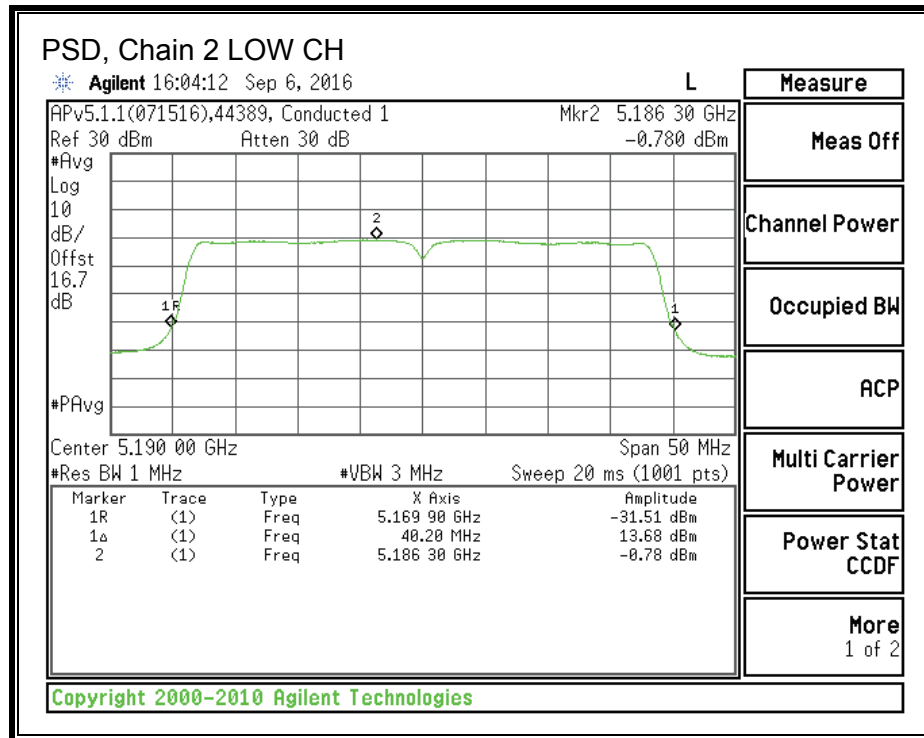 PSD, Chain 2 LOW CH
Agilent 16:04:12 Sep 6, 2016 L
APv5.1.1(071516),44389, Conducted 1 Mkr2 5.186 30 GHz
Ref 30 dBm Atten 30 dB -0.780 dBm
#Avg
Log
10
dB/
Offst
16.7
dB
2
1R
1
#PAvg
Center 5.190 00 GHz Span 50 MHz
#Res BW 1 MHz #VBW 3 MHz Sweep 20 ms (1001 pts)
Marker Trace Type X Axis Amplitude
1R (1) Freq 5.169 90 GHz -31.51 dBm
1Δ (1) Freq 40.20 MHz 13.68 dBm
2 (1) Freq 5.186 30 GHz -0.78 dBm
Measure
Meas Off
Channel Power
Occupied BW
ACP
Multi Carrier
Power
Power Stat
CCDF
More
1 of 2
Copyright 2000-2010 Agilent Technologies